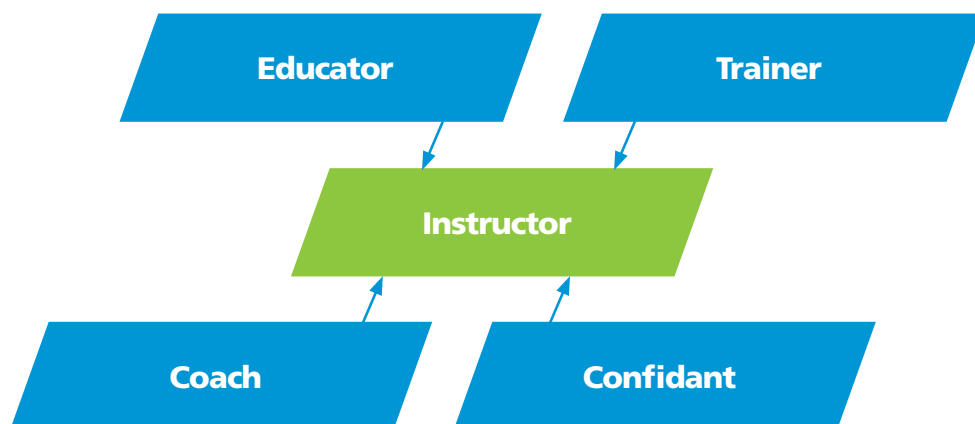 Educator
Trainer
Instructor
Coach
Confidant